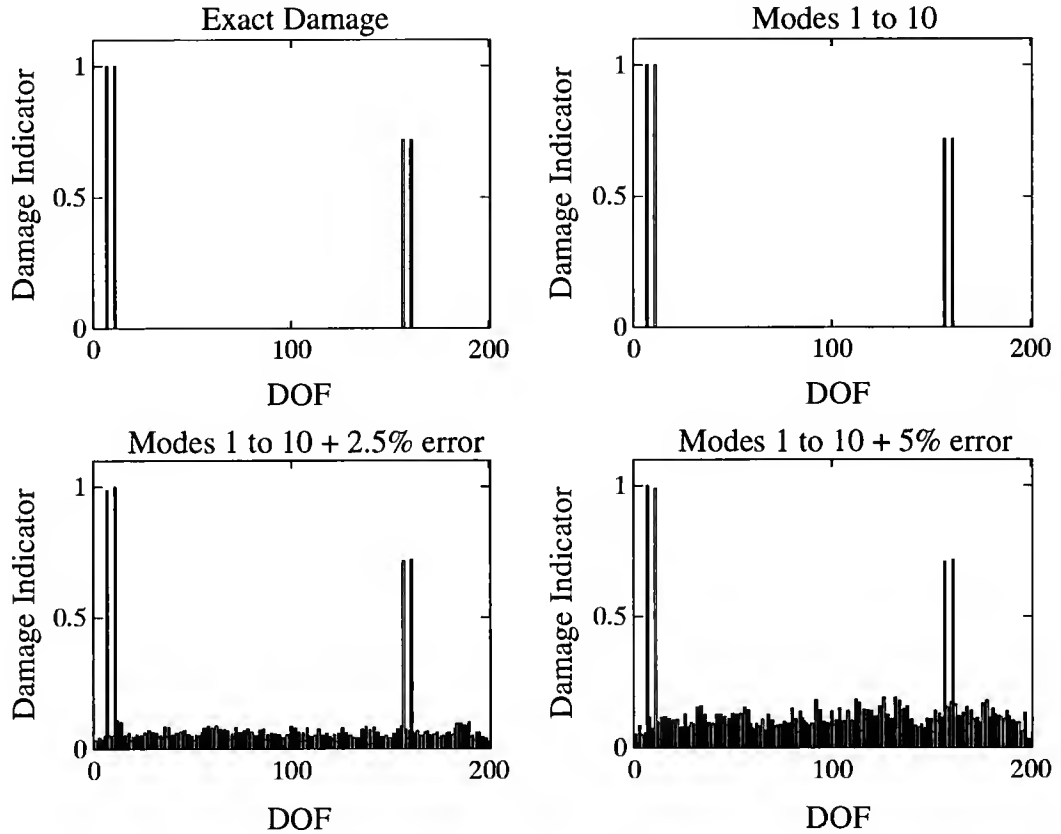 Exact Damage
Damage Indicator
1
0.5
0
0
100
200
DOF
Modes 1 to 10
Damage Indicator
1
0.5
0
0
100
200
DOF
Modes 1 to 10 + 2.5% error
Damage Indicator
1
0.5
0
0
100
200
DOF
Modes 1 to 10 + 5% error
Damage Indicator
1
0.5
0
0
100
200
DOF